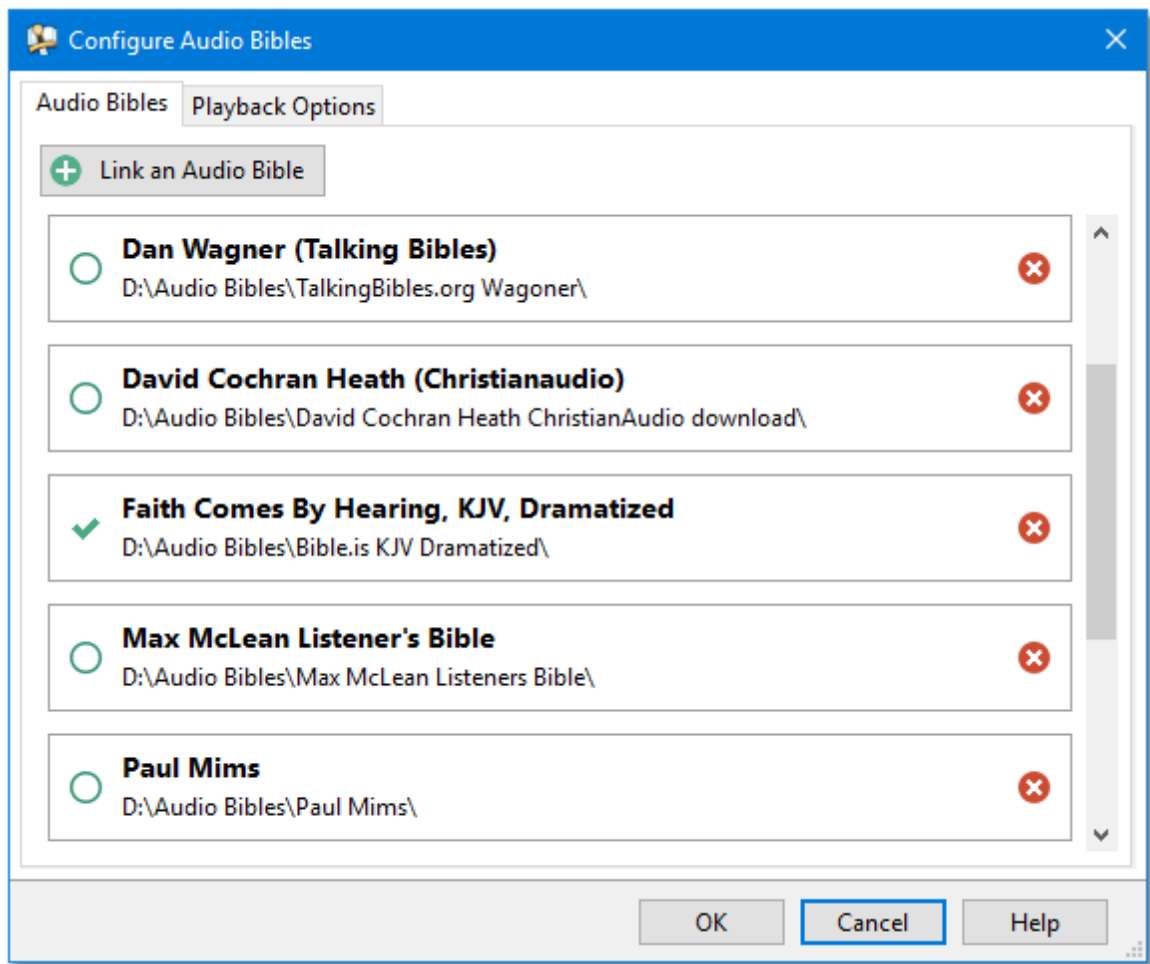 Configure Audio Bibles
Audio Bibles
Playback Options
Link an Audio Bible
Dan Wagner (Talking Bibles)
D:\Audio Bibles\TalkingBibles.org Wagoner\
David Cochran Heath (Christianaudio)
D:\Audio Bibles\David Cochran Heath ChristianAudio download\
Faith Comes By Hearing, KJV, Dramatized
D:\Audio Bibles\Bible.is KJV Dramatized\
Max McLean Listener's Bible
D:\Audio Bibles\Max McLean Listeners Bible\
Paul Mims
D:\Audio Bibles\Paul Mims\
OK
Cancel
Help